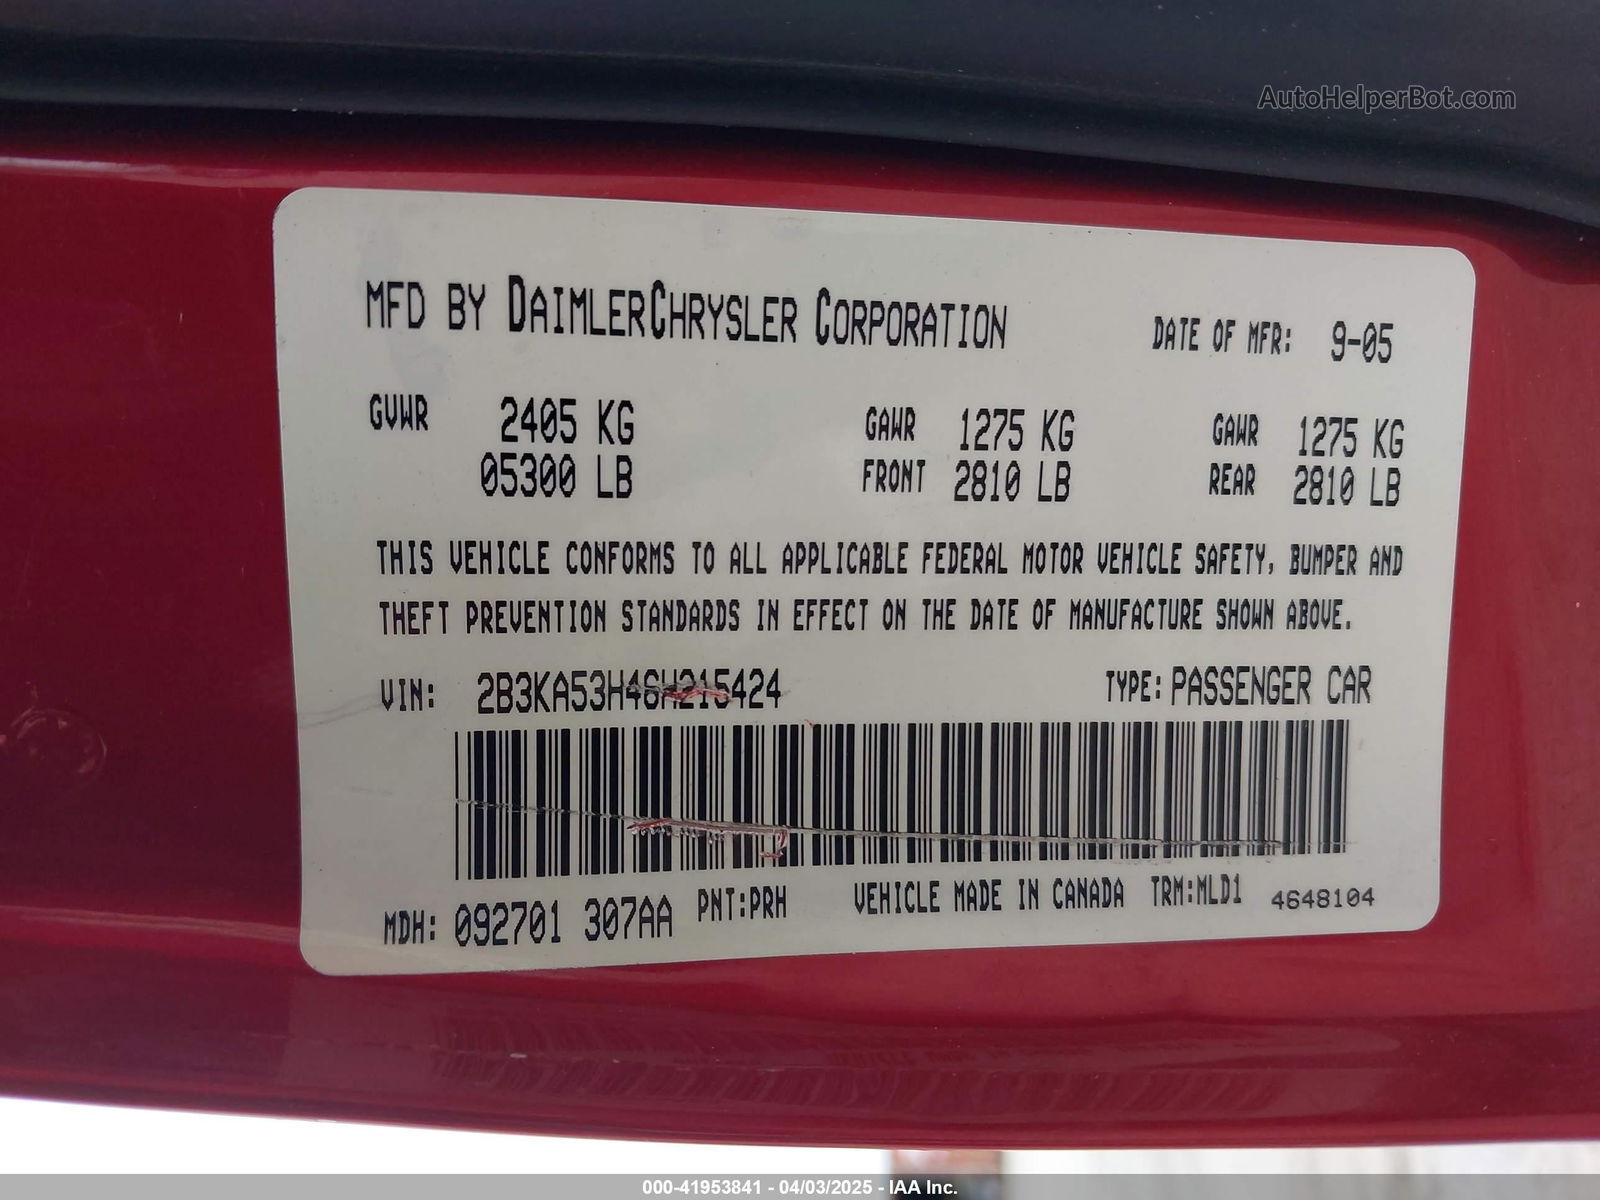 AutoHelperBot.com
MFD BY DAIMLERCHRYSLER CORPORATION DATE OF MFR: 9-05
GVWR 2405 KG GAWR 1275 KG GAWR 1275 KG
05300 LB FRONT 2810 LB REAR 2810 LB
THIS VEHICLE CONFORMS TO ALL APPLICABLE FEDERAL MOTOR VEHICLE SAFETY, BUMPER AND
THEFT PREVENTION STANDARDS IN EFFECT ON THE DATE OF MANUFACTURE SHOWN ABOVE.
VIN: 2B3KA53H46H215424 TYPE: PASSENGER CAR
MDH: 092701 307AA PNT:PRH VEHICLE MADE IN CANADA TRM:MLD1 4648104
000-41953841 - 04/03/2025 - IAA Inc.